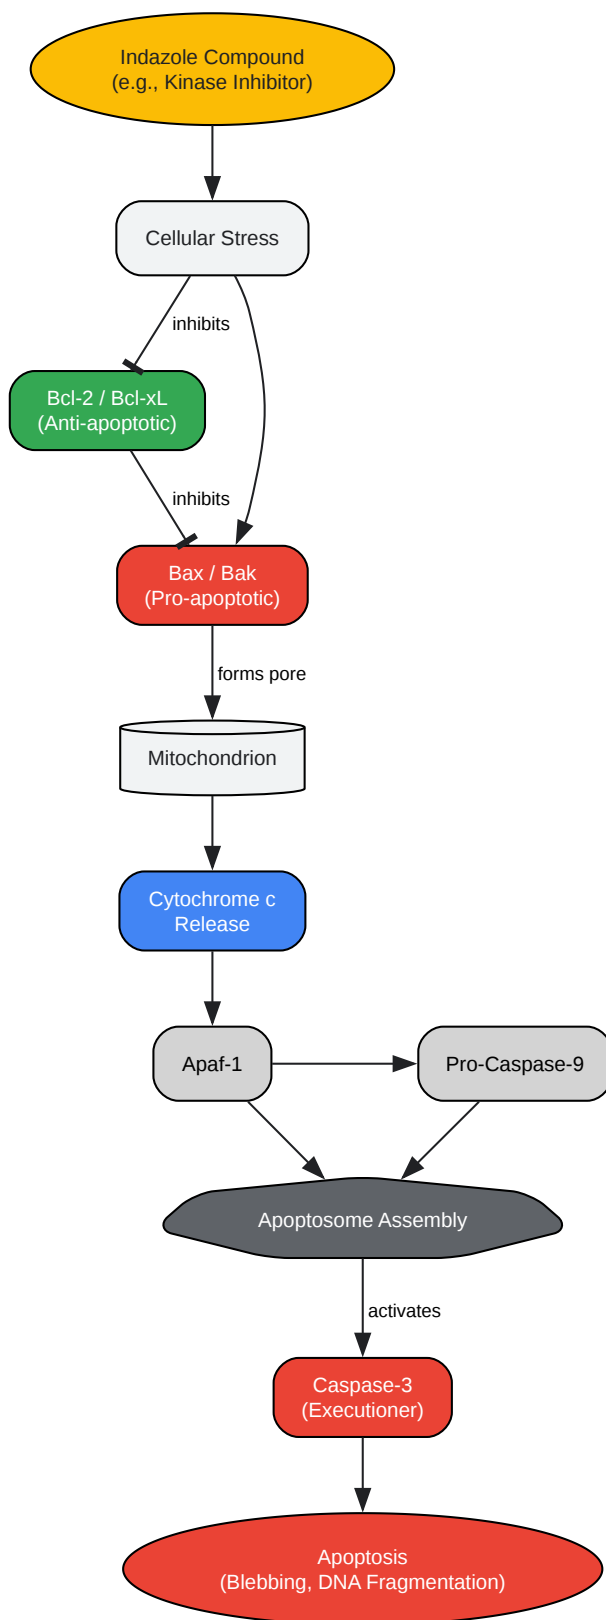 Indazole Compound
(e.g., Kinase Inhibitor)
Cellular Stress
inhibits
Bcl-2 / Bcl-xL
(Anti-apoptotic)
inhibits
Bax / Bak
(Pro-apoptotic)
forms pore
Mitochondrion
Cytochrome c
Release
Apaf-1
Pro-Caspase-9
Apoptosome Assembly
activates
Caspase-3
(Executioner)
Apoptosis
(Blebbing, DNA Fragmentation)